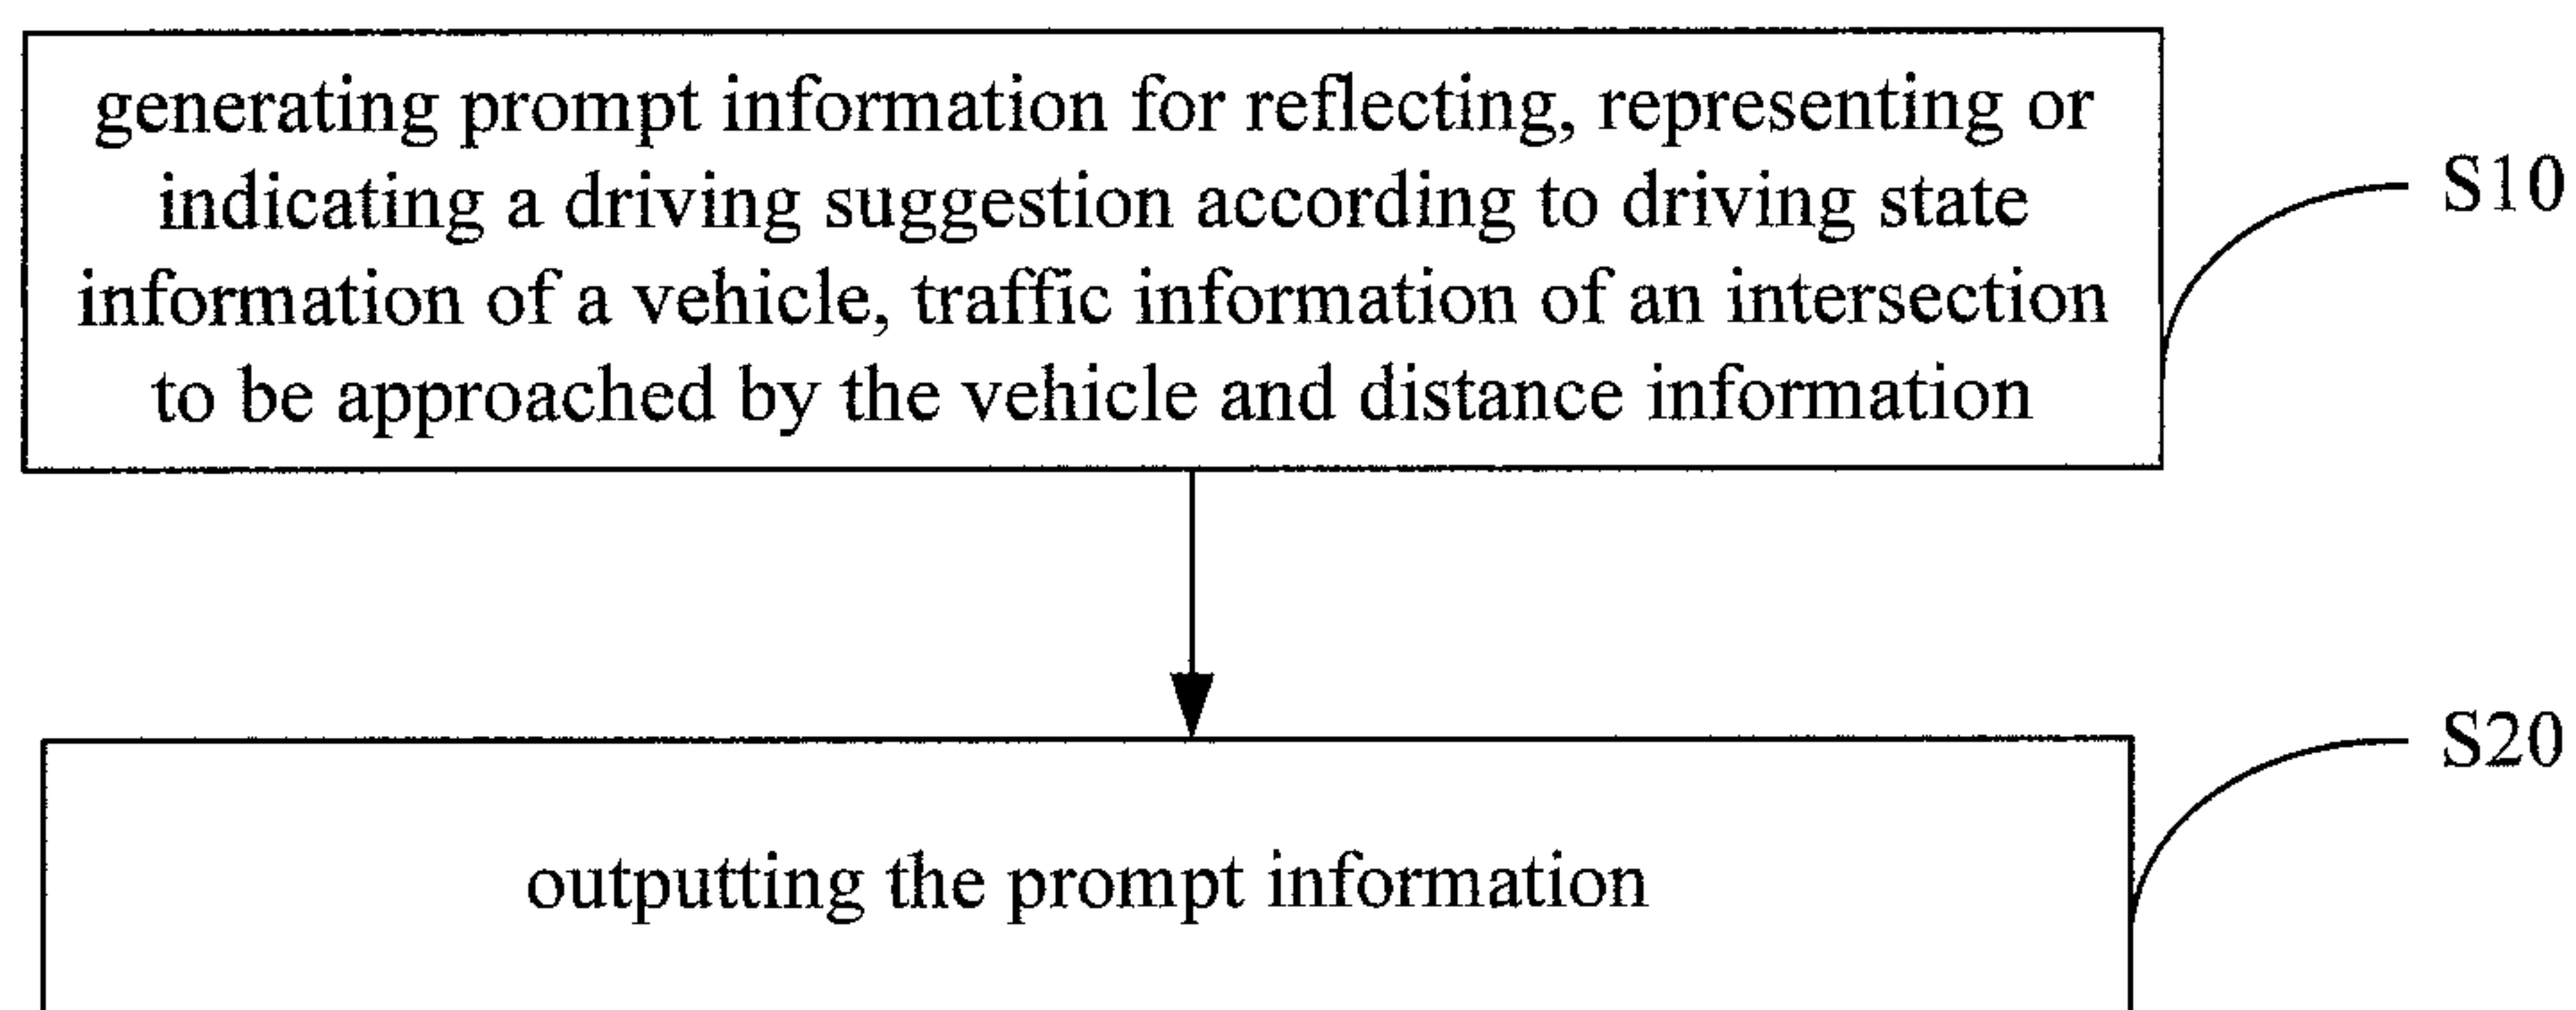 generating prompt information for reflecting, representing or
indicating a driving suggestion according to driving state
information of a vehicle, traffic information of an intersection
to be approached by the vehicle and distance information
S10
S20
outputting the prompt information